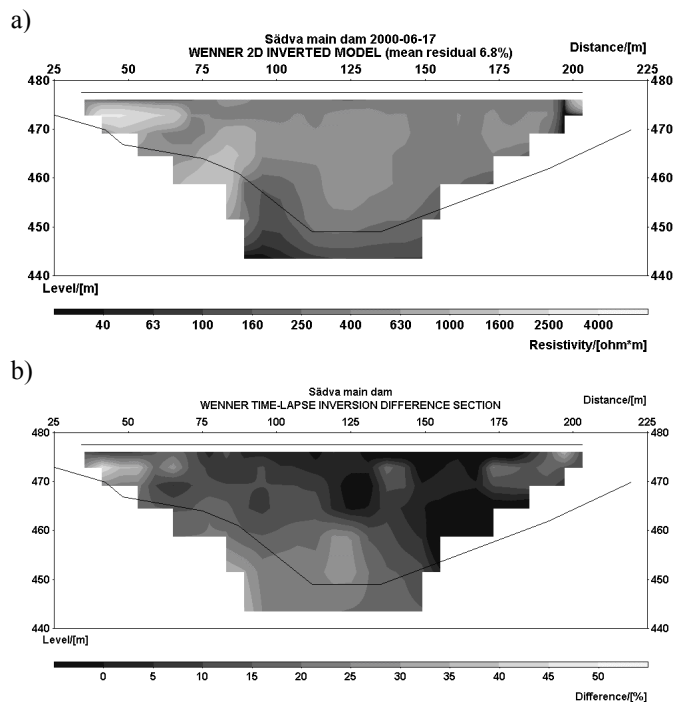 a)
Sädva main dam 2000-06-17
WENNER 2D INVERTED MODEL (mean residual 6.8%)
Distance/[m]
25 50 75 100 125 150 175 200 225
480 480
470 470
460 460
450 450
440 440
Level/[m]
40 63 100 160 250 400 630 1000 1600 2500 4000
Resistivity/[ohm*m]
b)
Sädva main dam
WENNER TIME-LAPSE INVERSION DIFFERENCE SECTION
Distance/[m]
25 50 75 100 125 150 175 200 225
480 480
470 470
460 460
450 450
440 440
Level/[m]
0 5 10 15 20 25 30 35 40 45 50
Difference/[%]